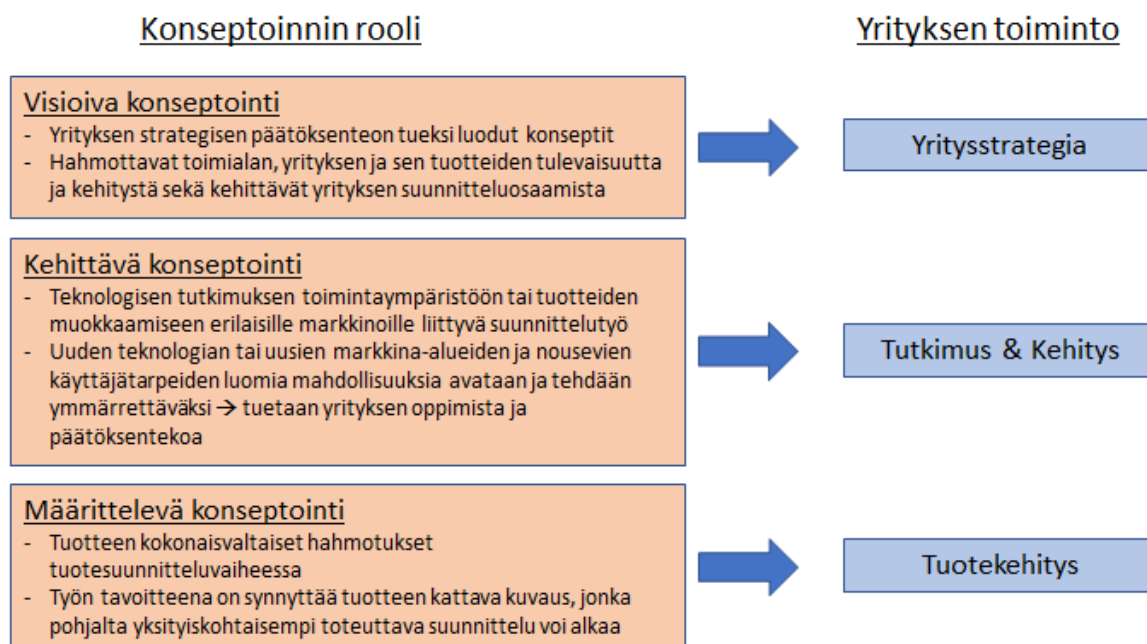 Konseptoinnin rooli
Yrityksen toiminto
Visioiva konseptointi
- Yrityksen strategisen päätöksenteon tueksi luodut konseptit
- Hahmottavat toimialan, yrityksen ja sen tuotteiden tulevaisuutta
ja kehitystä sekä kehittävät yrityksen suunnitteluosaamista
Yritysstrategia
Kehittävä konseptointi
- Teknologisen tutkimuksen toimintaympäristöön tai tuotteiden
muokkaamiseen erilaisille markkinoille liittyvä suunnittelutyö
- Uuden teknologian tai uusien markkina-alueiden ja nousevien
käyttäjätarpeiden luomia mahdollisuuksia avataan ja tehdään
ymmärrettäväksi → tuetaan yrityksen oppimista ja
päätöksentekoa
Tutkimus & Kehitys
Määrittelevä konseptointi
- Tuotteen kokonaisvaltaiset hahmotukset
tuotesuunnitteluvaiheessa
- Työn tavoitteena on synnyttää tuotteen kattava kuvaus, jonka
pohjalta yksityiskohtaisempi toteuttava suunnittelu voi alkaa
Tuotekehitys